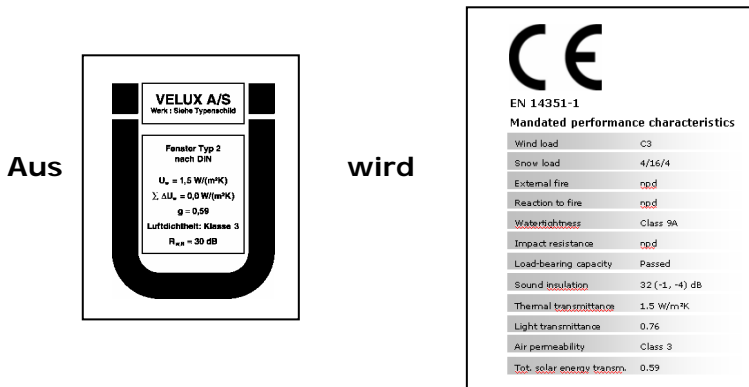 Aus
VELUX A/S
Werk : Siehe Typenschild
Fenster Typ 2
nach DIN
Uw = 1,5 W/(m²K)
∑ ΔUw = 0,0 W/(m²K)
g = 0,59
Luftdichtheit: Klasse 3
Rw,R = 30 dB
wird
CE
EN 14351-1
Mandated performance characteristics
Wind load C3
Snow load 4/16/4
External fire npd
Reaction to fire npd
Watertightness Class 9A
Impact resistance npd
Load-bearing capacity Passed
Sound insulation 32 (-1, -4) dB
Thermal transmittance 1.5 W/m²K
Light transmittance 0.76
Air permeability Class 3
Tot. solar energy transm. 0.59